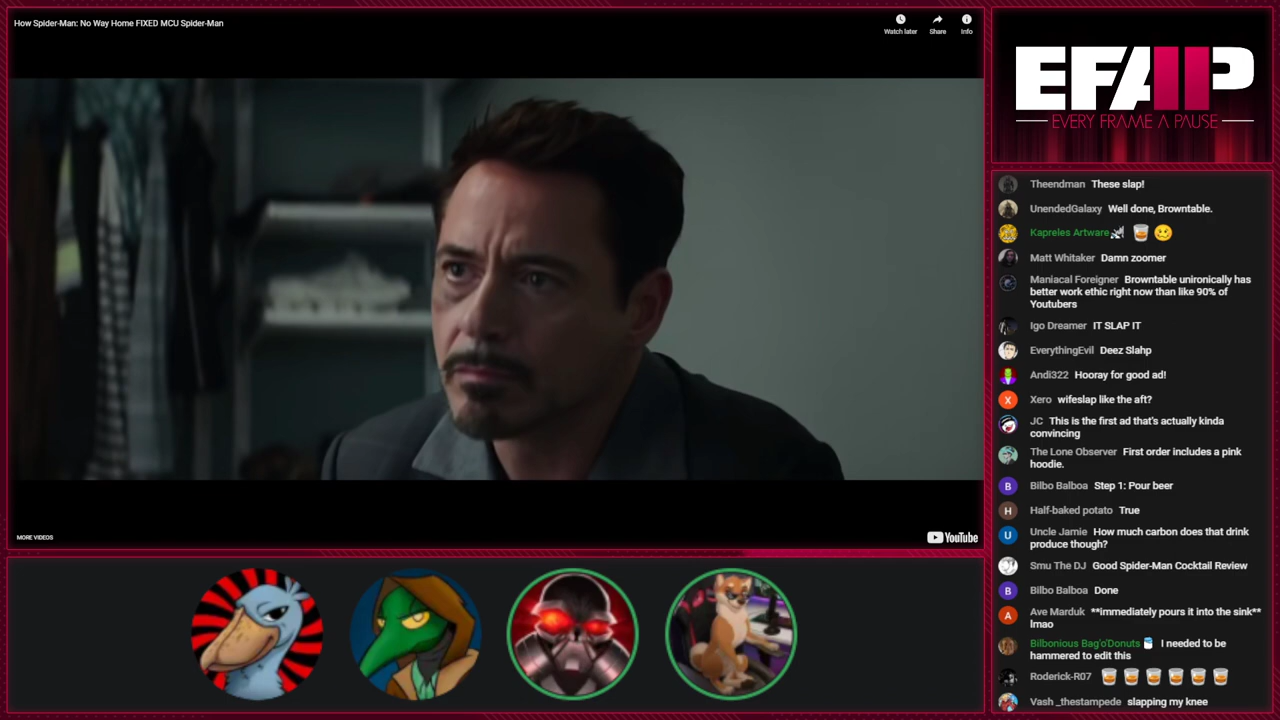 How Spider-Man: No Way Home FIXED MCU Spider-Man
Watch later
Share
Info
MORE VIDEOS
YouTube
EFAP
EVERY FRAME A PAUSE
Theendman These slap!
UnendedGalaxy Well done, Browntable.
Kapreles Artware
Matt Whitaker Damn zoomer
Maniacal Foreigner Browntable unironically has
better work ethic right now than like 90% of
Youtubers
Igo Dreamer IT SLAP IT
EverythingEvil Deez Slahp
Andi322 Hooray for good ad!
X
Xero wifeslap like the aft?
JC This is the first ad that's actually kinda
convincing
The Lone Observer First order includes a pink
hoodie.
B
Bilbo Balboa Step 1: Pour beer
H
Half-baked potato True
U
Uncle Jamie How much carbon does that drink
produce though?
Smu The DJ Good Spider-Man Cocktail Review
B
Bilbo Balboa Done
A
Ave Marduk **immediately pours it into the sink**
lmao
Bilbonious Bag'o'Donuts I needed to be
hammered to edit this
Roderick-R07
Vash _thestampede slapping my knee